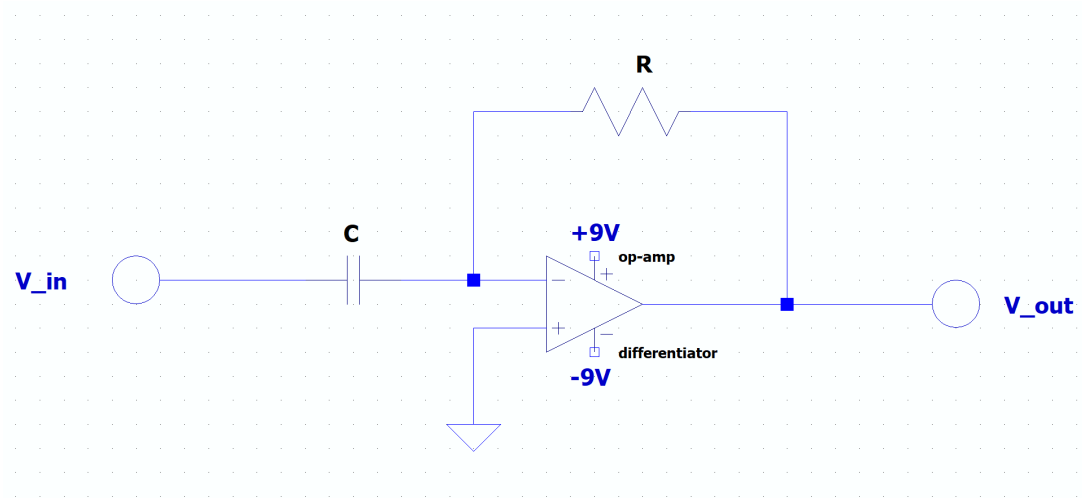 R
C
+9V
op-amp
V_in
−
+
+
V_out
−
differentiator
-9V